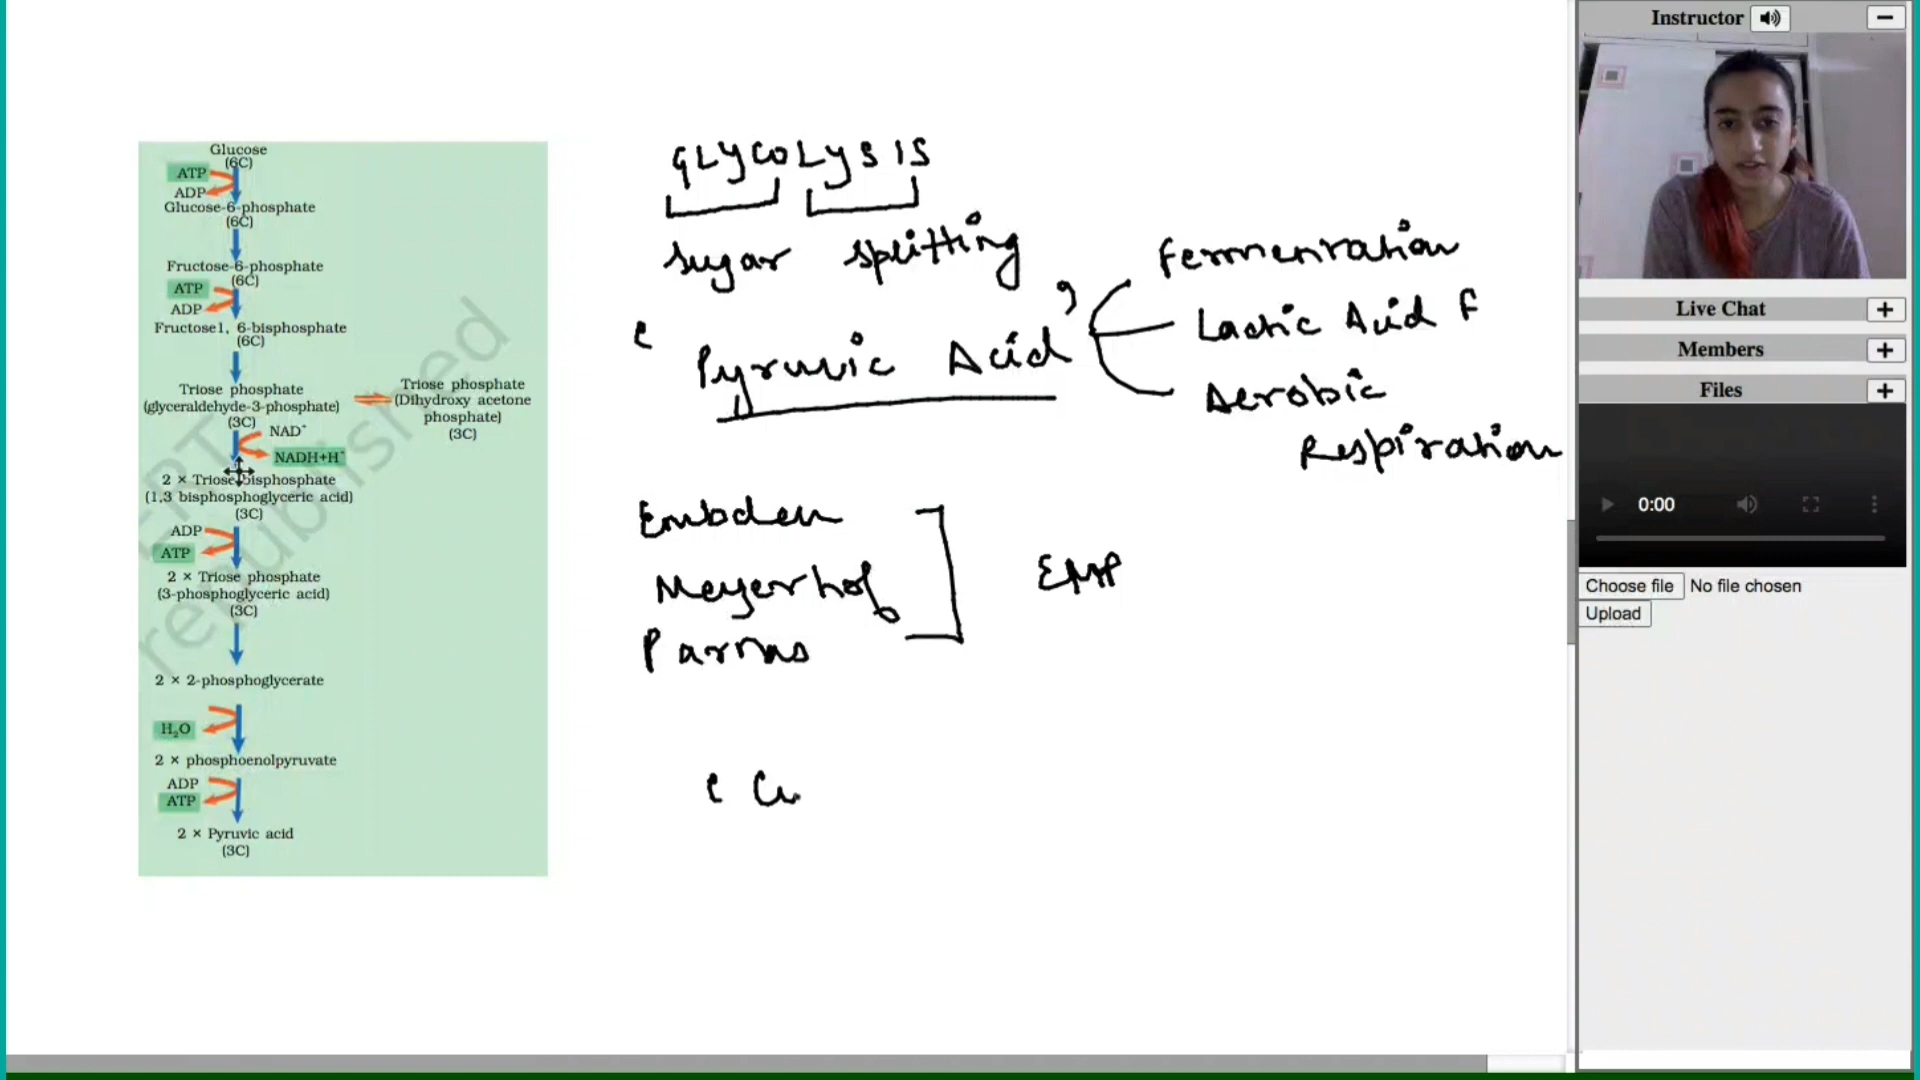 Glucose
(6C)
ATP
ADP
Glucose-6-phosphate
(6C)
Fructose-6-phosphate
(6C)
ATP
ADP
Fructose1, 6-bisphosphate
(6C)
Triose phosphate
(glyceraldehyde-3-phosphate)
(3C)
Triose phosphate
(Dihydroxy acetone
phosphate)
(3C)
NAD⁺
NADH+H⁺
2 × Triose bisphosphate
(1,3 bisphosphoglyceric acid)
(3C)
ADP
ATP
2 × Triose phosphate
(3-phosphoglyceric acid)
(3C)
2 × 2-phosphoglycerate
H₂O
2 × phosphoenolpyruvate
ADP
ATP
2 × Pyruvic acid
(3C)
republished
GLYCOLYSIS
sugar splitting
Pyruvic Acid
Fermenration
Lactic Acid F
Aerobic
Respiration
Embden
Meyerhof
Parnas
EMP
Instructor
Live Chat
Members
Files
0:00
Choose file No file chosen
Upload